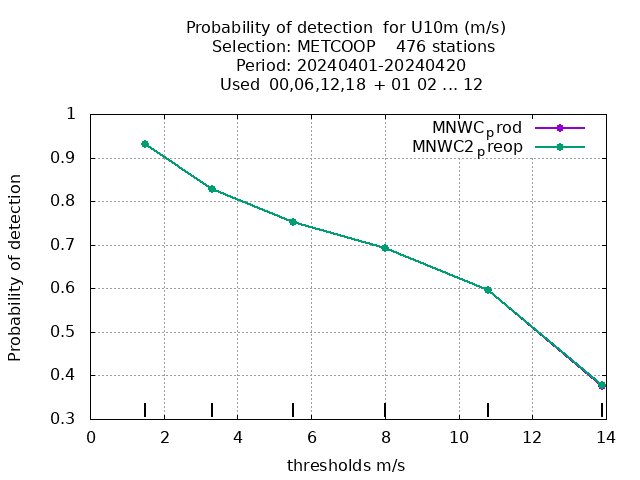 Probability of detection  for U10m (m/s)
Selection: METCOOP    476 stations
Period: 20240401-20240420
Used  00,06,12,18  + 01 02 ... 12
MNWC_prod
MNWC2_preop
Probability of detection
1
0.9
0.8
0.7
0.6
0.5
0.4
0.3
0 2 4 6 8 10 12 14
thresholds m/s